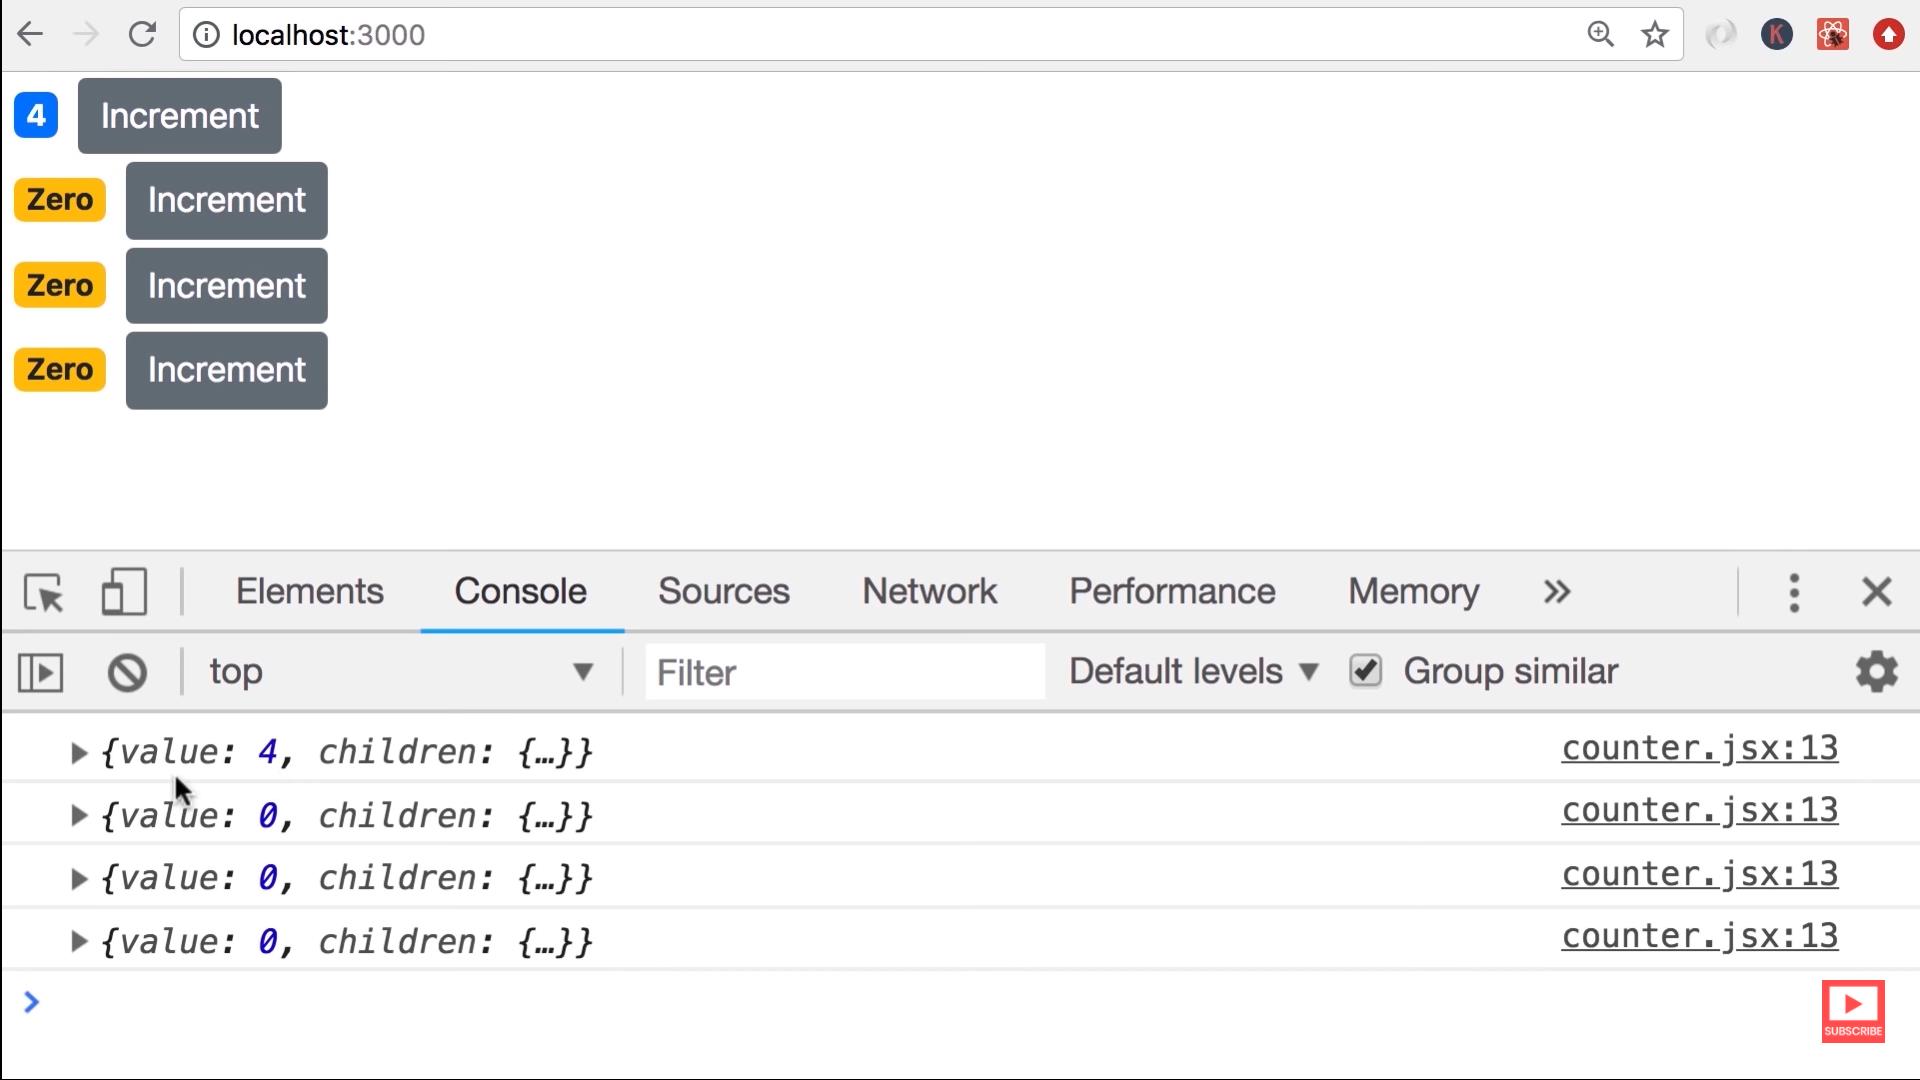 localhost:3000
K
4 Increment
Zero Increment
Zero Increment
Zero Increment
Elements Console Sources Network Performance Memory »
top ▼ Filter Default levels ▼ Group similar
▶ {value: 4, children: {…}} counter.jsx:13
▶ {value: 0, children: {…}} counter.jsx:13
▶ {value: 0, children: {…}} counter.jsx:13
▶ {value: 0, children: {…}} counter.jsx:13
>
SUBSCRIBE